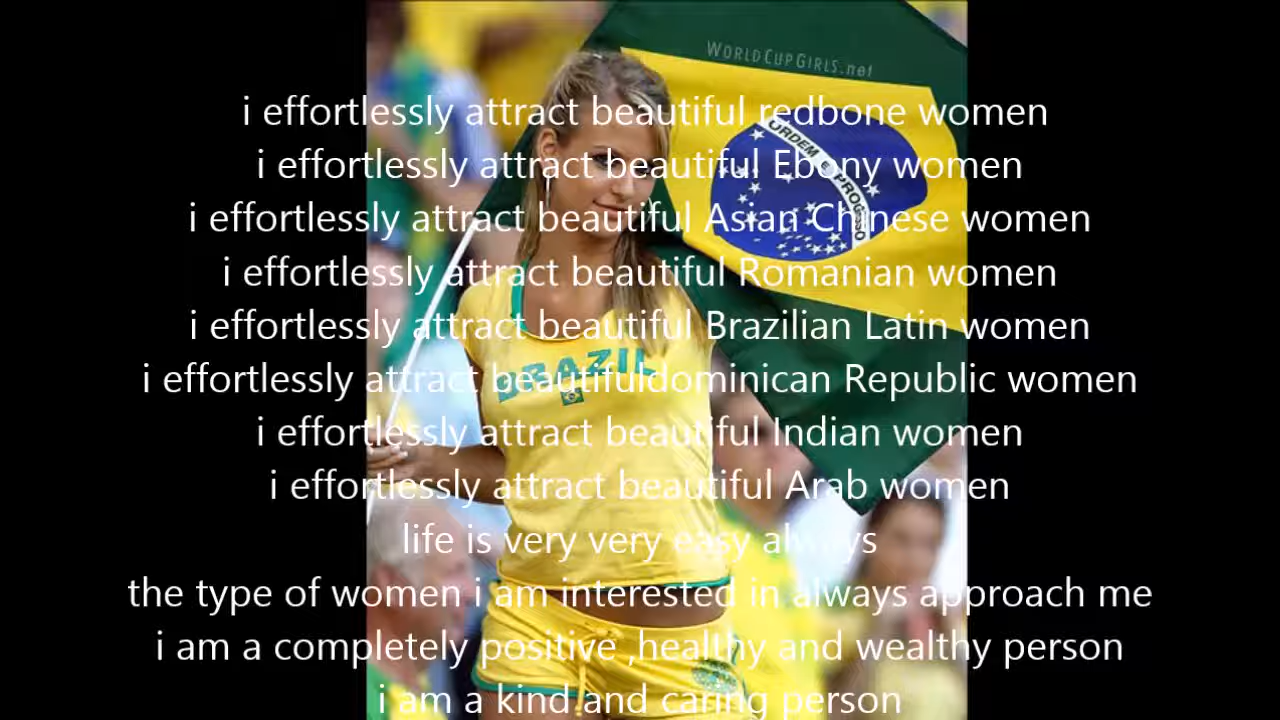 WORLDCUPGIRLS.net
i effortlessly attract beautiful redbone women
i effortlessly attract beautiful Ebony women
ORDEM E PROGRESSO
i effortlessly attract beautiful Asian Chinese women
i effortlessly attract beautiful Romanian women
i effortlessly attract beautiful Brazilian Latin women
BRAZIL
i effortlessly attract beautifuldominican Republic women
i effortlessly attract beautiful Indian women
i effortlessly attract beautiful Arab women
life is very very easy always
the type of women i am interested in always approach me
i am a completely positive ,healthy and wealthy person
i am a kind and caring person